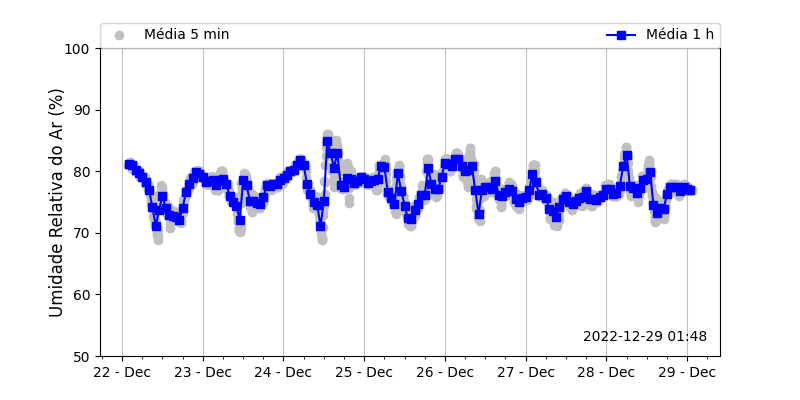 Média 5 min Média 1 h
Umidade Relativa do Ar (%)
100
90
80
70
60
50
2022-12-29 01:48
22 - Dec 23 - Dec 24 - Dec 25 - Dec 26 - Dec 27 - Dec 28 - Dec 29 - Dec